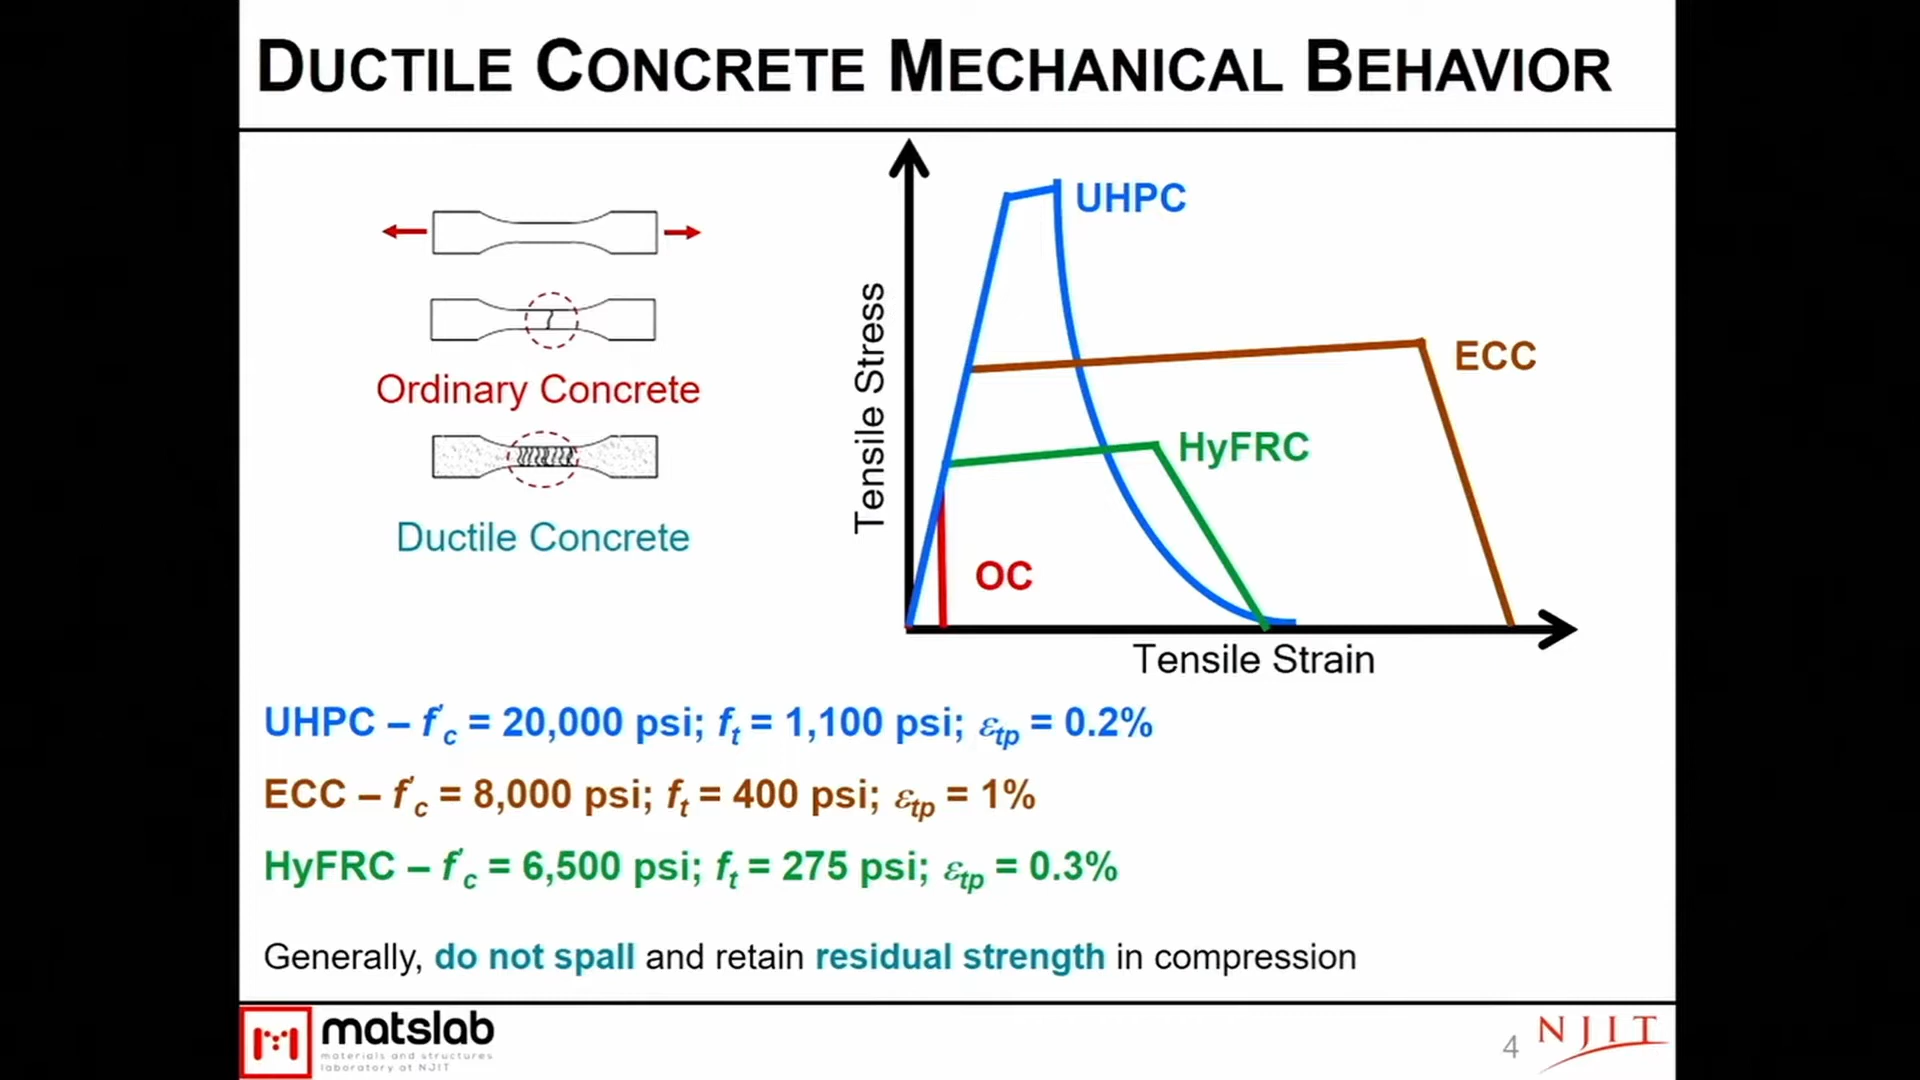 DUCTILE CONCRETE MECHANICAL BEHAVIOR
Ordinary Concrete
Ductile Concrete
Tensile Stress
UHPC
ECC
HyFRC
OC
Tensile Strain
UHPC – f'c = 20,000 psi; ft = 1,100 psi; εtp = 0.2%
ECC – f'c = 8,000 psi; ft = 400 psi; εtp = 1%
HyFRC – f'c = 6,500 psi; ft = 275 psi; εtp = 0.3%
Generally, do not spall and retain residual strength in compression
matslab
materials and structures
laboratory at NJIT
4
NJIT